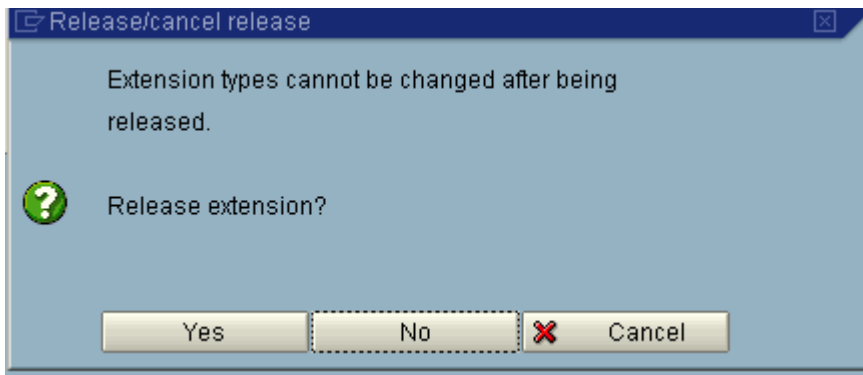 Release/cancel release
Extension types cannot be changed after being
released.
Release extension?
Yes
No
Cancel